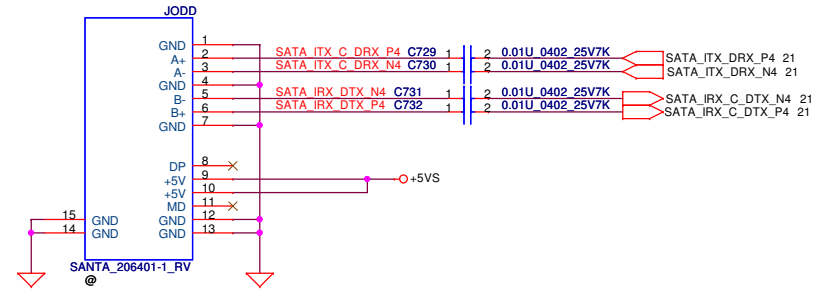 JODD
GND 1
A+ 2 SATA_ITX_C_DRX_P4 C729 1 2 0.01U_0402_25V7K SATA_ITX_DRX_P4 21
A- 3 SATA_ITX_C_DRX_N4 C730 1 2 0.01U_0402_25V7K SATA_ITX_DRX_N4 21
GND 4
B- 5 SATA_IRX_DTX_N4 C731 1 2 0.01U_0402_25V7K SATA_IRX_C_DTX_N4 21
B+ 6 SATA_IRX_DTX_P4 C732 1 2 0.01U_0402_25V7K SATA_IRX_C_DTX_P4 21
GND 7
DP 8
+5V 9 +5VS
+5V 10
MD 11
15 GND GND 12
14 GND GND 13
SANTA_206401-1_RV
@